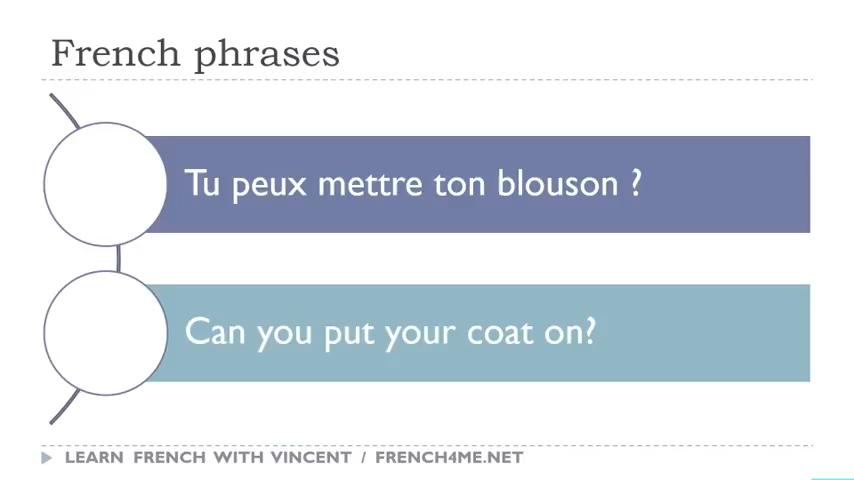 French phrases
Tu peux mettre ton blouson ?
Can you put your coat on?
LEARN FRENCH WITH VINCENT / FRENCH4ME.NET